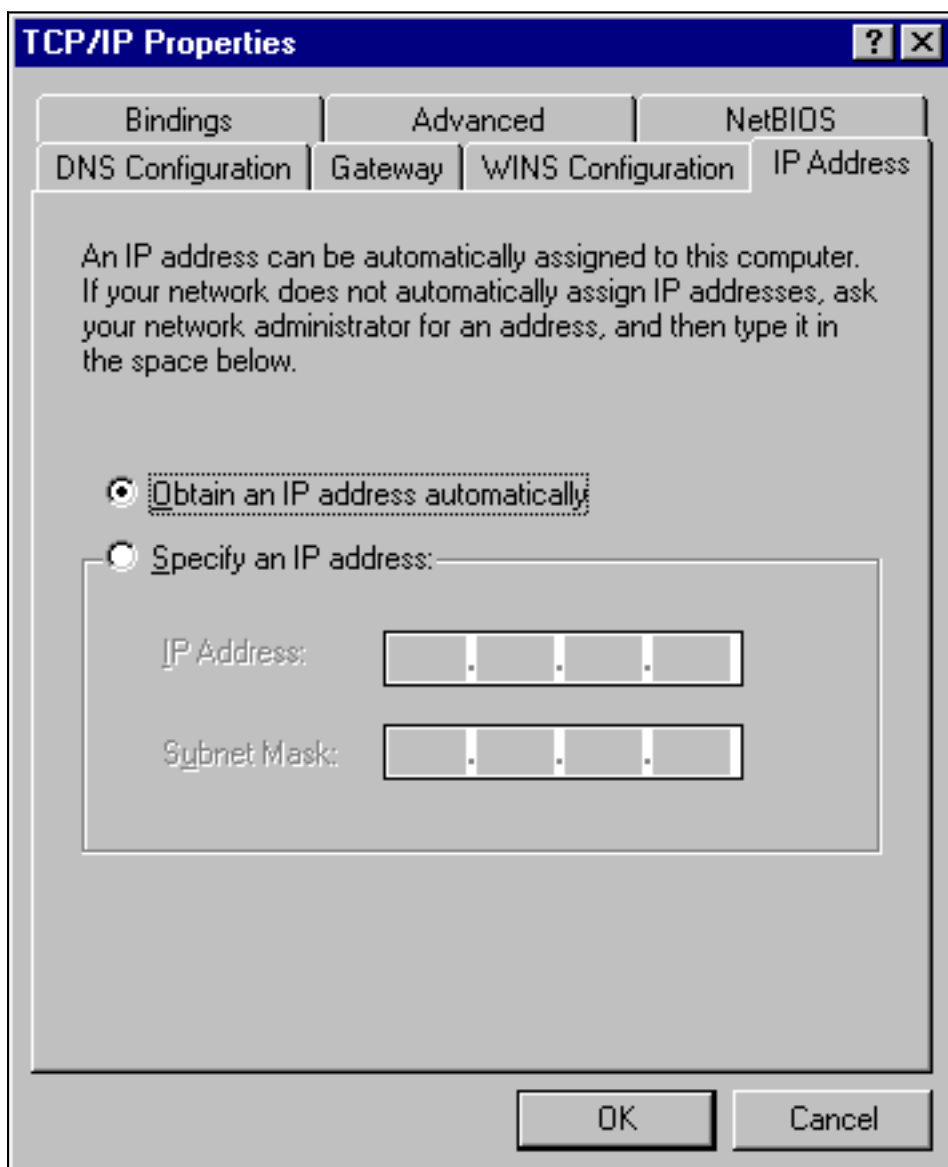 TCP/IP Properties
Bindings Advanced NetBIOS
DNS Configuration Gateway WINS Configuration IP Address
An IP address can be automatically assigned to this computer.
If your network does not automatically assign IP addresses, ask
your network administrator for an address, and then type it in
the space below.
Obtain an IP address automatically
Specify an IP address:
IP Address:
Subnet Mask:
OK Cancel